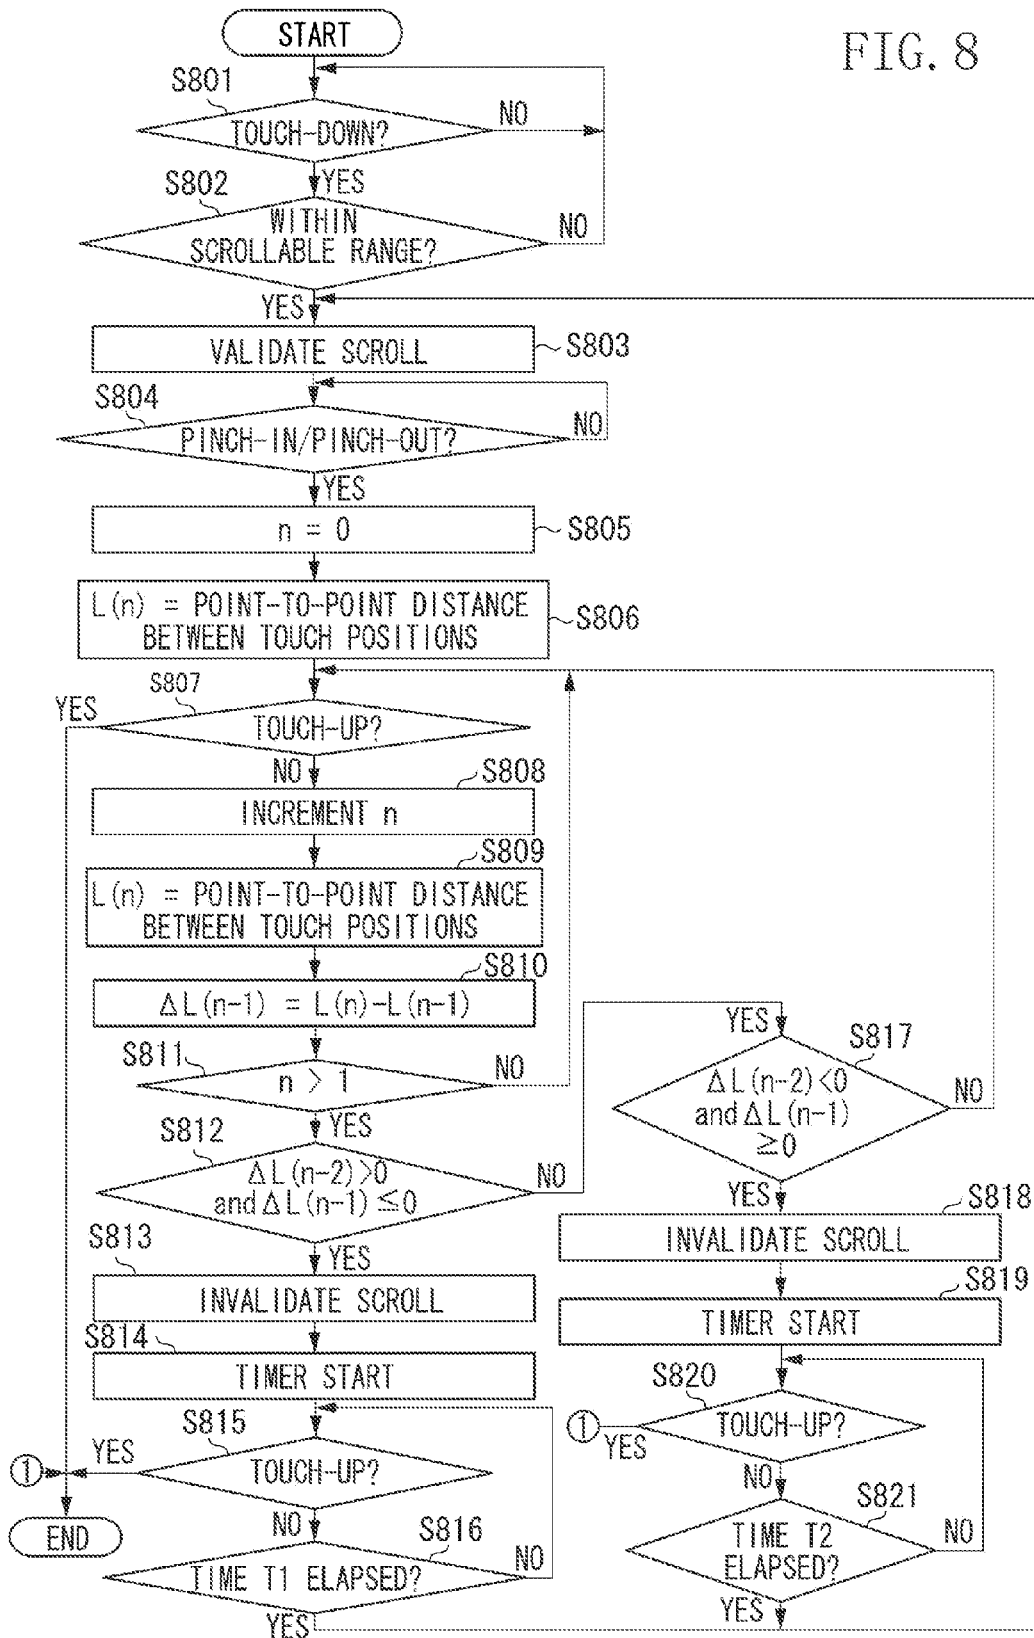 FIG. 8
START
S801
TOUCH-DOWN?
NO
YES
S802
WITHIN
SCROLLABLE RANGE?
NO
YES
VALIDATE SCROLL
S803
S804
NO
PINCH-IN/PINCH-OUT?
YES
n = 0
S805
L(n) = POINT-TO-POINT DISTANCE
BETWEEN TOUCH POSITIONS
S806
S807
YES
TOUCH-UP?
NO
S808
INCREMENT n
S809
L(n) = POINT-TO-POINT DISTANCE
BETWEEN TOUCH POSITIONS
S810
ΔL(n-1) = L(n)-L(n-1)
S811
n > 1
NO
YES
S812
ΔL(n-2)>0
and ΔL(n-1) ≦0
NO
YES
S813
INVALIDATE SCROLL
S814
TIMER START
S815
YES
TOUCH-UP?
①
NO
END
S816
TIME T1 ELAPSED?
NO
YES
YES
S817
ΔL(n-2)<0
and ΔL(n-1)
≧0
NO
YES
S818
INVALIDATE SCROLL
S819
TIMER START
S820
TOUCH-UP?
①
YES
NO
S821
TIME T2
ELAPSED?
NO
YES